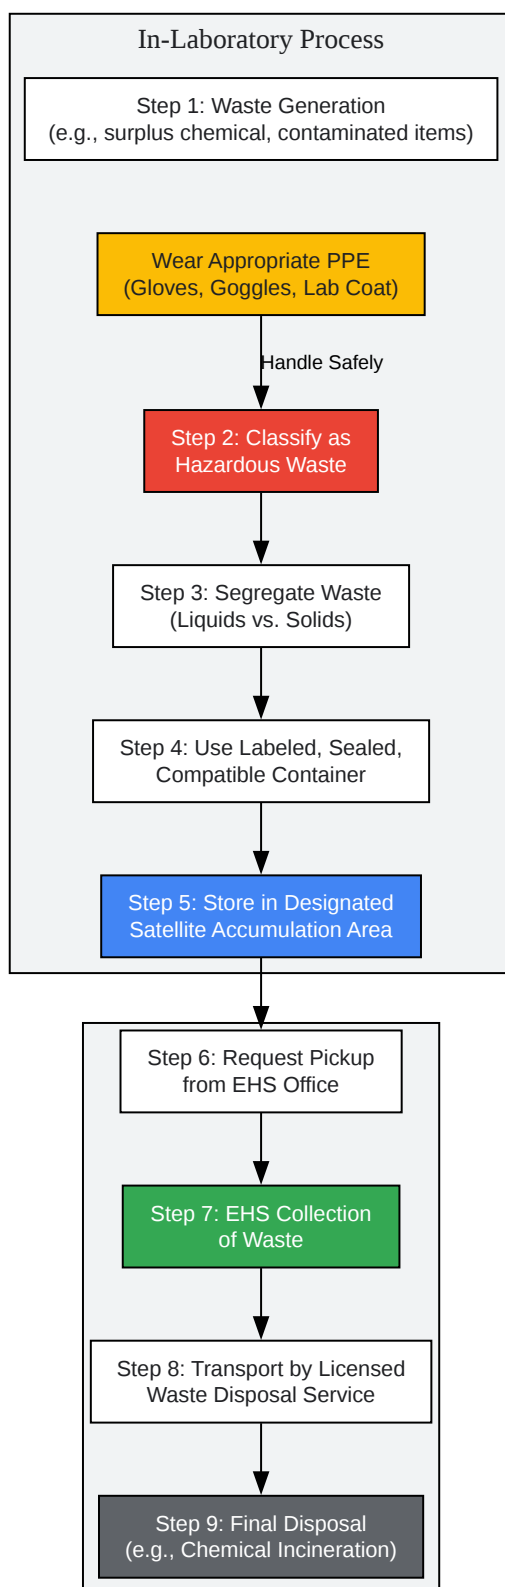 In-Laboratory Process
Step 1: Waste Generation
(e.g., surplus chemical, contaminated items)
Wear Appropriate PPE
(Gloves, Goggles, Lab Coat)
Handle Safely
Step 2: Classify as
Hazardous Waste
Step 3: Segregate Waste
(Liquids vs. Solids)
Step 4: Use Labeled, Sealed,
Compatible Container
Step 5: Store in Designated
Satellite Accumulation Area
Step 6: Request Pickup
from EHS Office
Step 7: EHS Collection
of Waste
Step 8: Transport by Licensed
Waste Disposal Service
Step 9: Final Disposal
(e.g., Chemical Incineration)